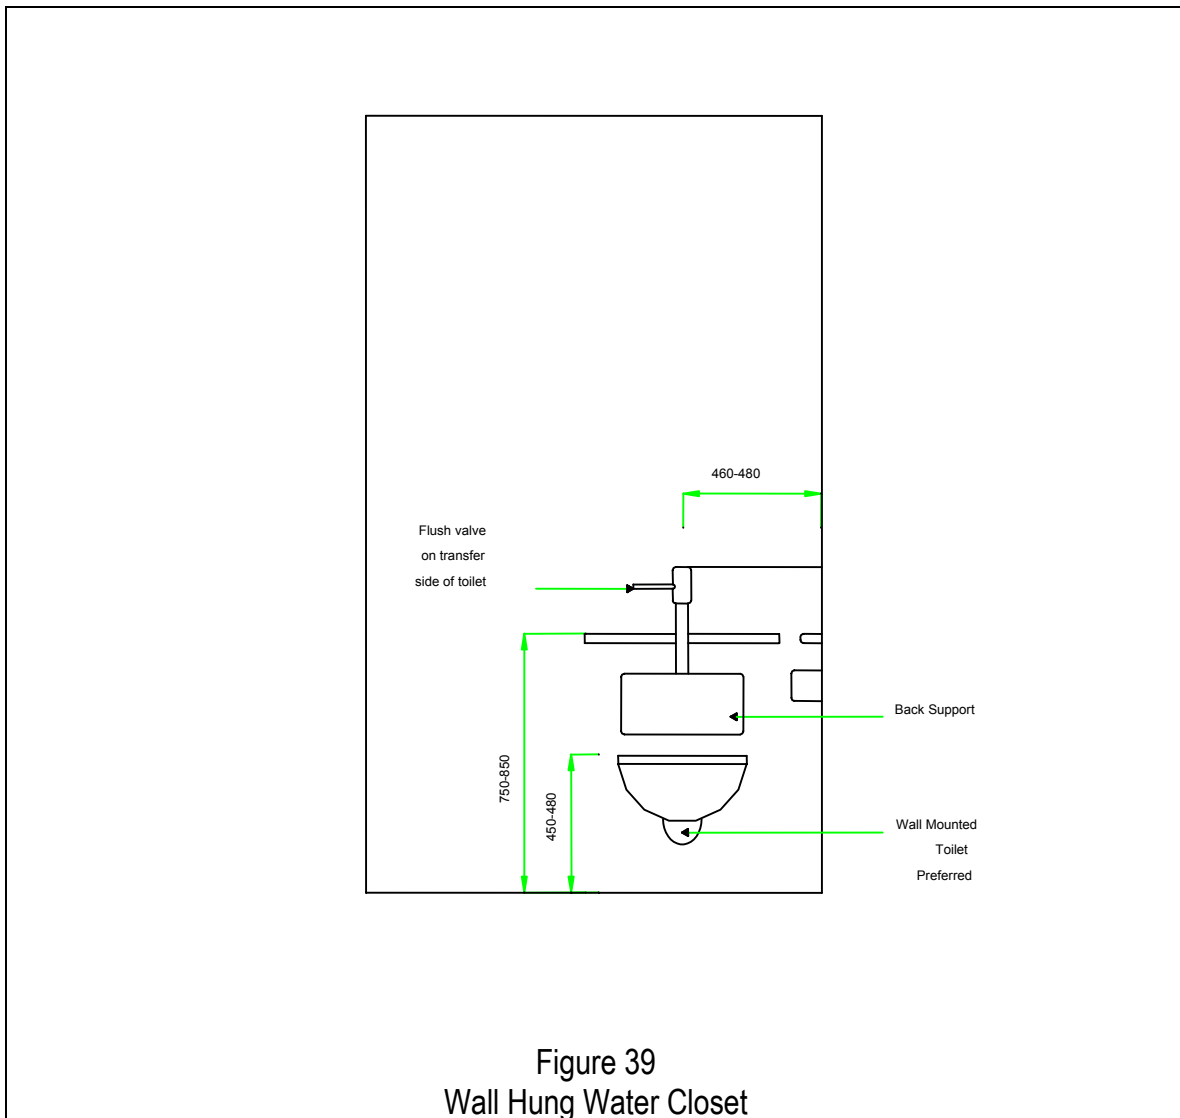 460-480
Flush valve
on transfer
side of toilet
Back Support
750-850
450-480
Wall Mounted
Toilet
Preferred
Figure 39
Wall Hung Water Closet